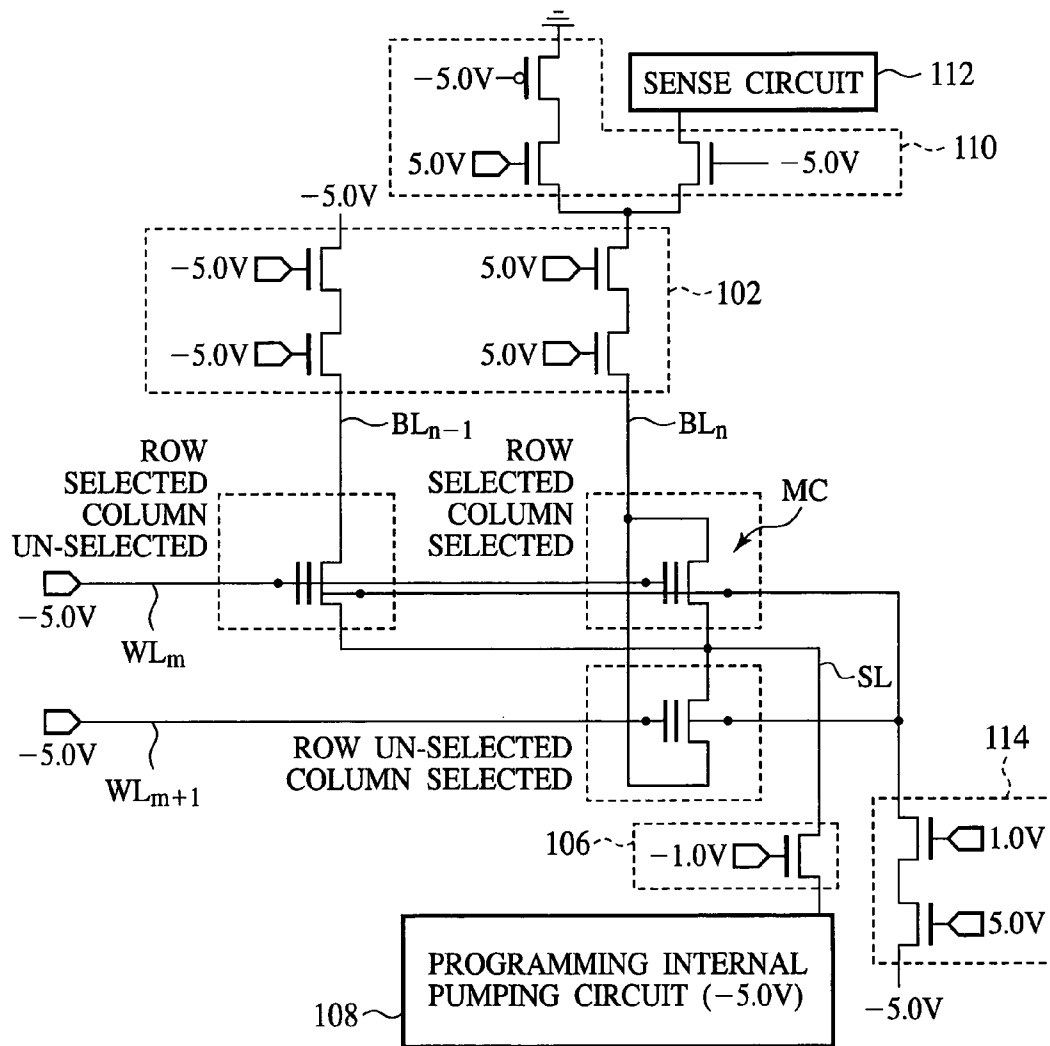 −5.0V
SENSE CIRCUIT
112
5.0V
−5.0V
110
−5.0V
−5.0V
5.0V
102
−5.0V
5.0V
BLn−1
BLn
ROW
SELECTED
COLUMN
UN-SELECTED
ROW
SELECTED
COLUMN
SELECTED
MC
−5.0V
WLm
SL
−5.0V
WLm+1
ROW UN-SELECTED
COLUMN SELECTED
114
106
−1.0V
1.0V
5.0V
PROGRAMMING INTERNAL
PUMPING CIRCUIT (−5.0V)
108
−5.0V